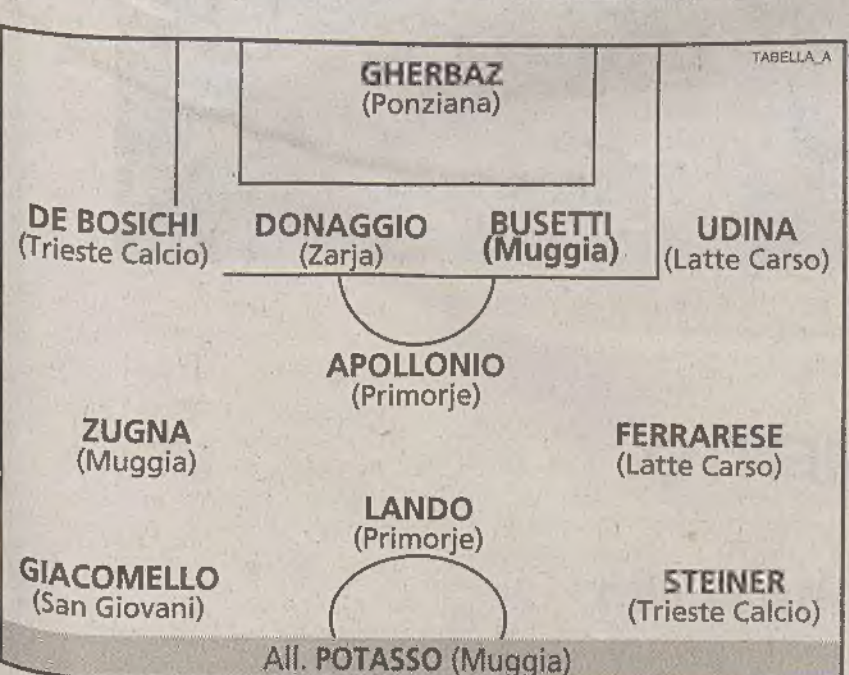 TABELLA_A
GHERBAZ
(Ponziana)
DE BOSICHI
(Trieste Calcio)
DONAGGIO
(Zarja)
BUSETTI
(Muggia)
UDINA
(Latte Carso)
APOLLONIO
(Primorje)
ZUGNA
(Muggia)
FERRARESE
(Latte Carso)
LANDO
(Primorje)
GIACOMELLO
(San Giovani)
STEINER
(Trieste Calcio)
All. POTASSO (Muggia)